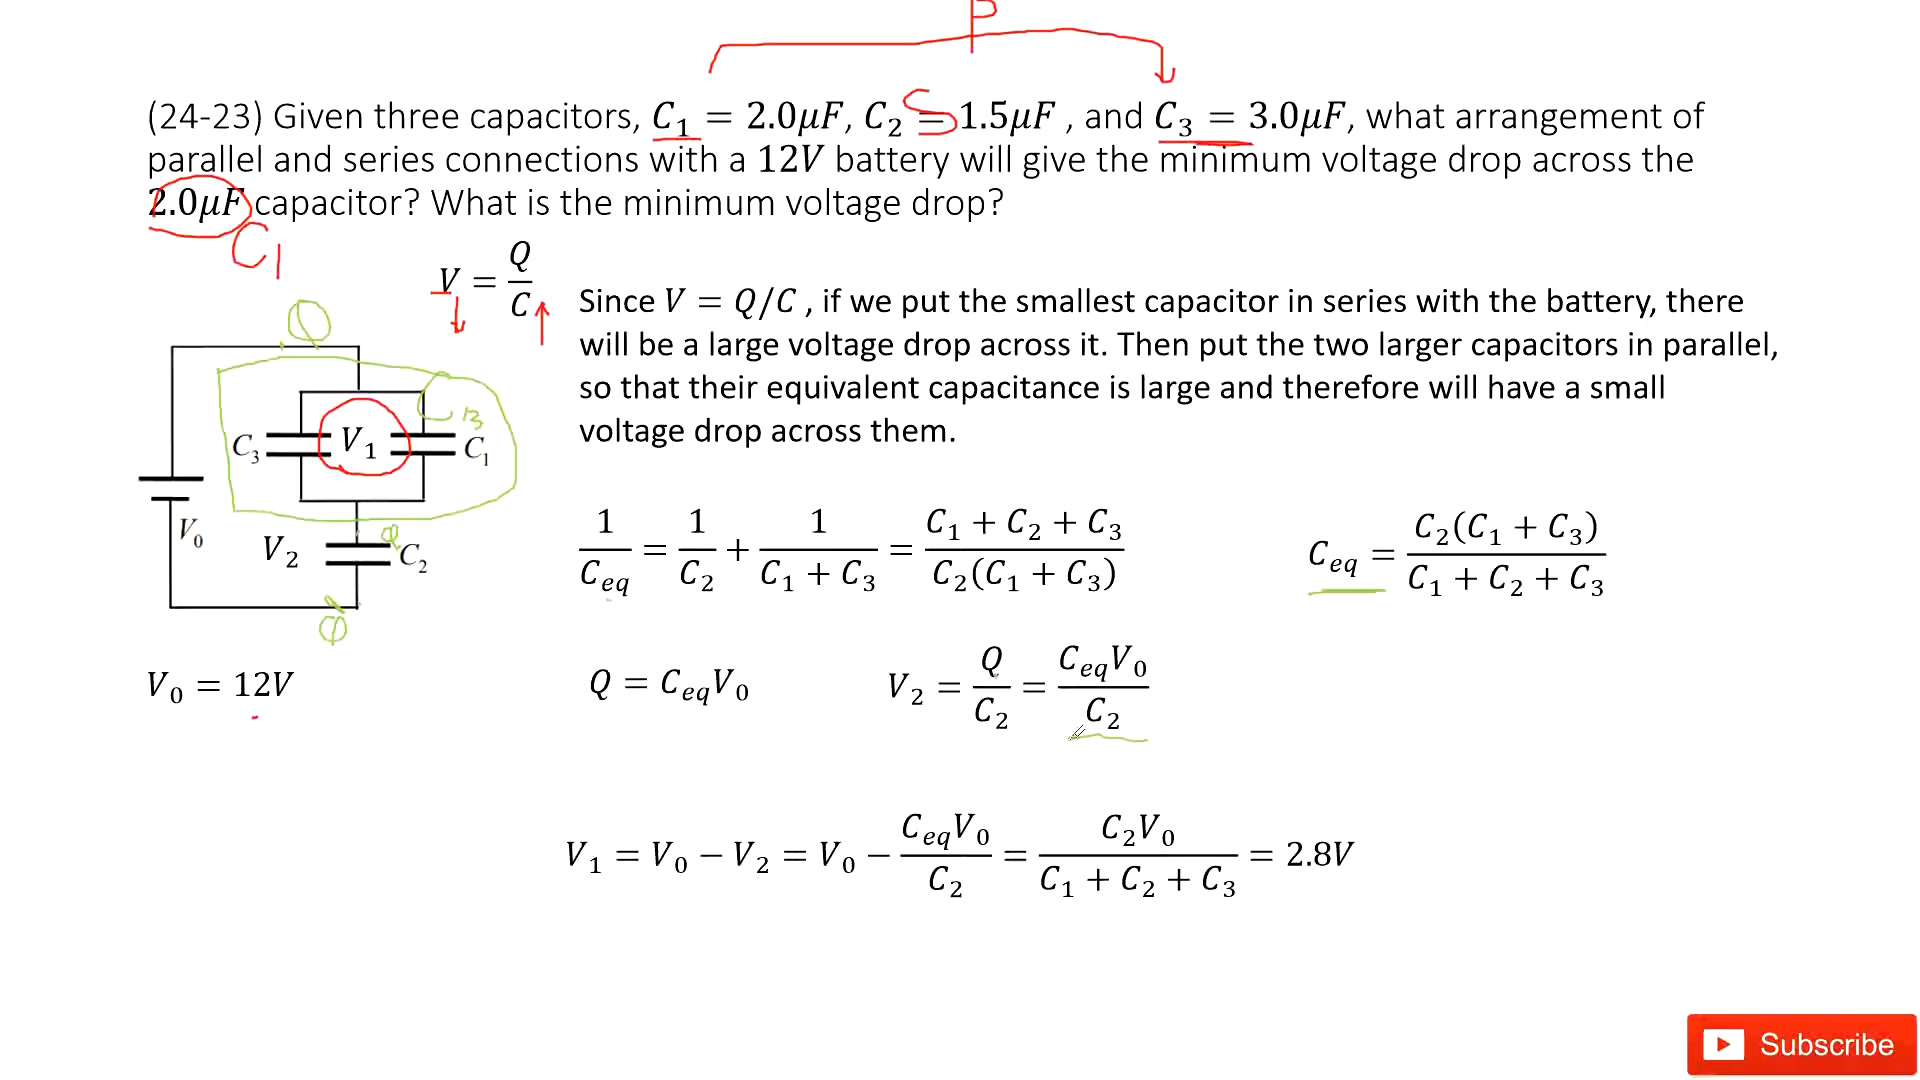 P
(24-23) Given three capacitors, C₁ = 2.0μF, C₂ = 1.5μF , and C₃ = 3.0μF, what arrangement of
parallel and series connections with a 12V battery will give the minimum voltage drop across the
2.0μF capacitor? What is the minimum voltage drop?
S
C1
V = Q/C
Since V = Q/C , if we put the smallest capacitor in series with the battery, there
will be a large voltage drop across it. Then put the two larger capacitors in parallel,
so that their equivalent capacitance is large and therefore will have a small
voltage drop across them.
Q
C₁₃
C₃ V₁ C₁
V₀ V₂ Q C₂
Q
1/C_eq = 1/C₂ + 1/(C₁ + C₃) = (C₁ + C₂ + C₃)/(C₂(C₁ + C₃))
C_eq = C₂(C₁ + C₃)/(C₁ + C₂ + C₃)
V₀ = 12V
Q = C_eqV₀
V₂ = Q/C₂ = C_eqV₀/C₂
V₁ = V₀ − V₂ = V₀ − C_eqV₀/C₂ = C₂V₀/(C₁ + C₂ + C₃) = 2.8V
Subscribe